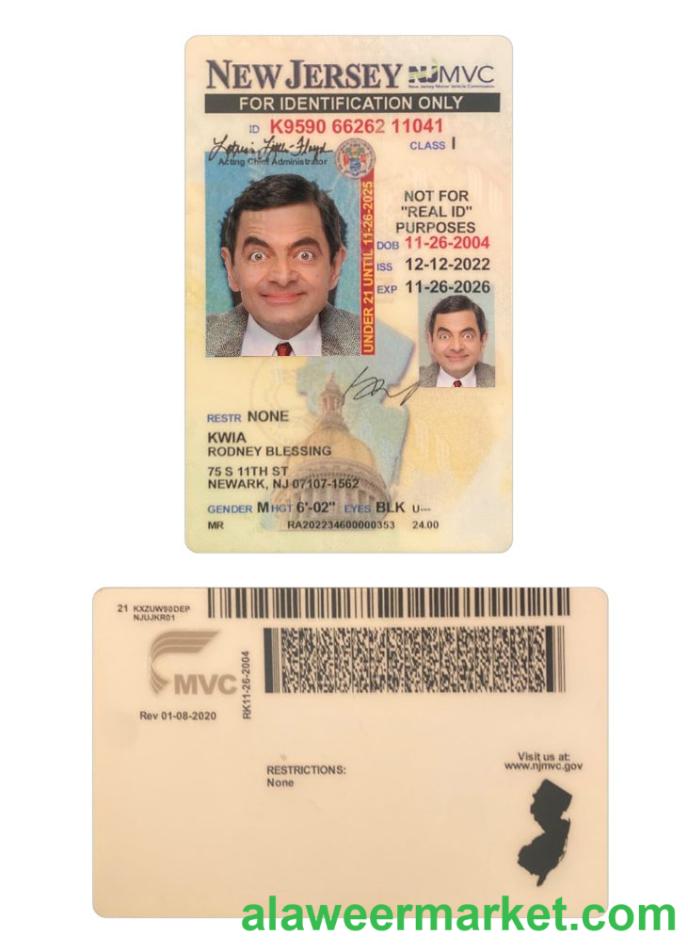 NEW JERSEY NJMVC
New Jersey Motor Vehicle Commission
FOR IDENTIFICATION ONLY
ID K9590 66262 11041
CLASS I
Acting Chief Administrator
UNDER 21 UNTIL 11-26-2025
NOT FOR
"REAL ID"
PURPOSES
DOB 11-26-2004
ISS 12-12-2022
EXP 11-26-2026
RESTR NONE
KWIA
RODNEY BLESSING
75 S 11TH ST
NEWARK, NJ 07107-1562
GENDER M HGT 6'-02" EYES BLK U---
MR RA202234600000353 24.00
21 KXZUW90DEP
NJUJKR01
MVC
Rev 01-08-2020
RK11-26-2004
RESTRICTIONS:
None
Visit us at:
www.njmvc.gov
alaweermarket.com